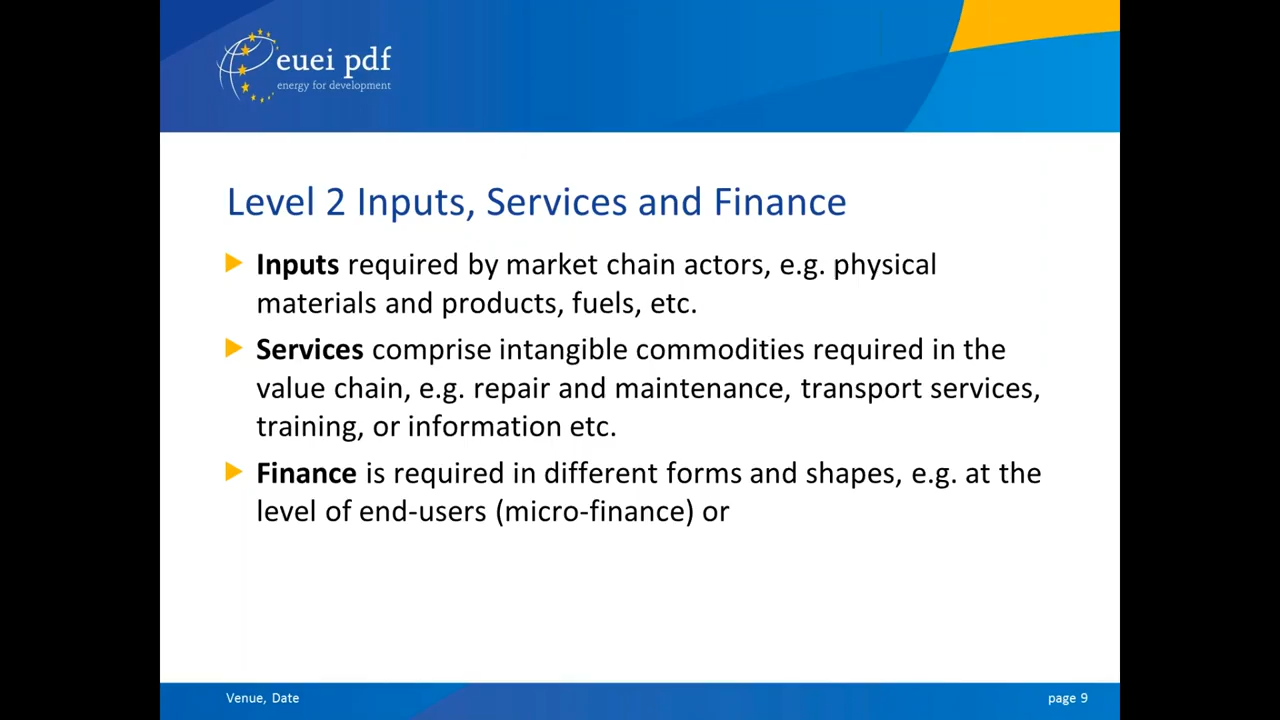 euei pdf
energy for development
Level 2 Inputs, Services and Finance
Inputs required by market chain actors, e.g. physical
materials and products, fuels, etc.
Services comprise intangible commodities required in the
value chain, e.g. repair and maintenance, transport services,
training, or information etc.
Finance is required in different forms and shapes, e.g. at the
level of end-users (micro-finance) or
Venue, Date
page 9